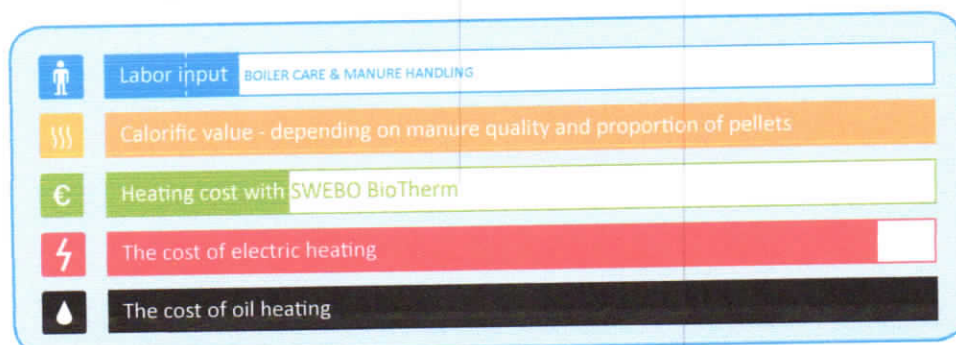 Labor input BOILER CARE & MANURE HANDLING
Calorific value - depending on manure quality and proportion of pellets
€ Heating cost with SWEBO BioTherm
The cost of electric heating
The cost of oil heating